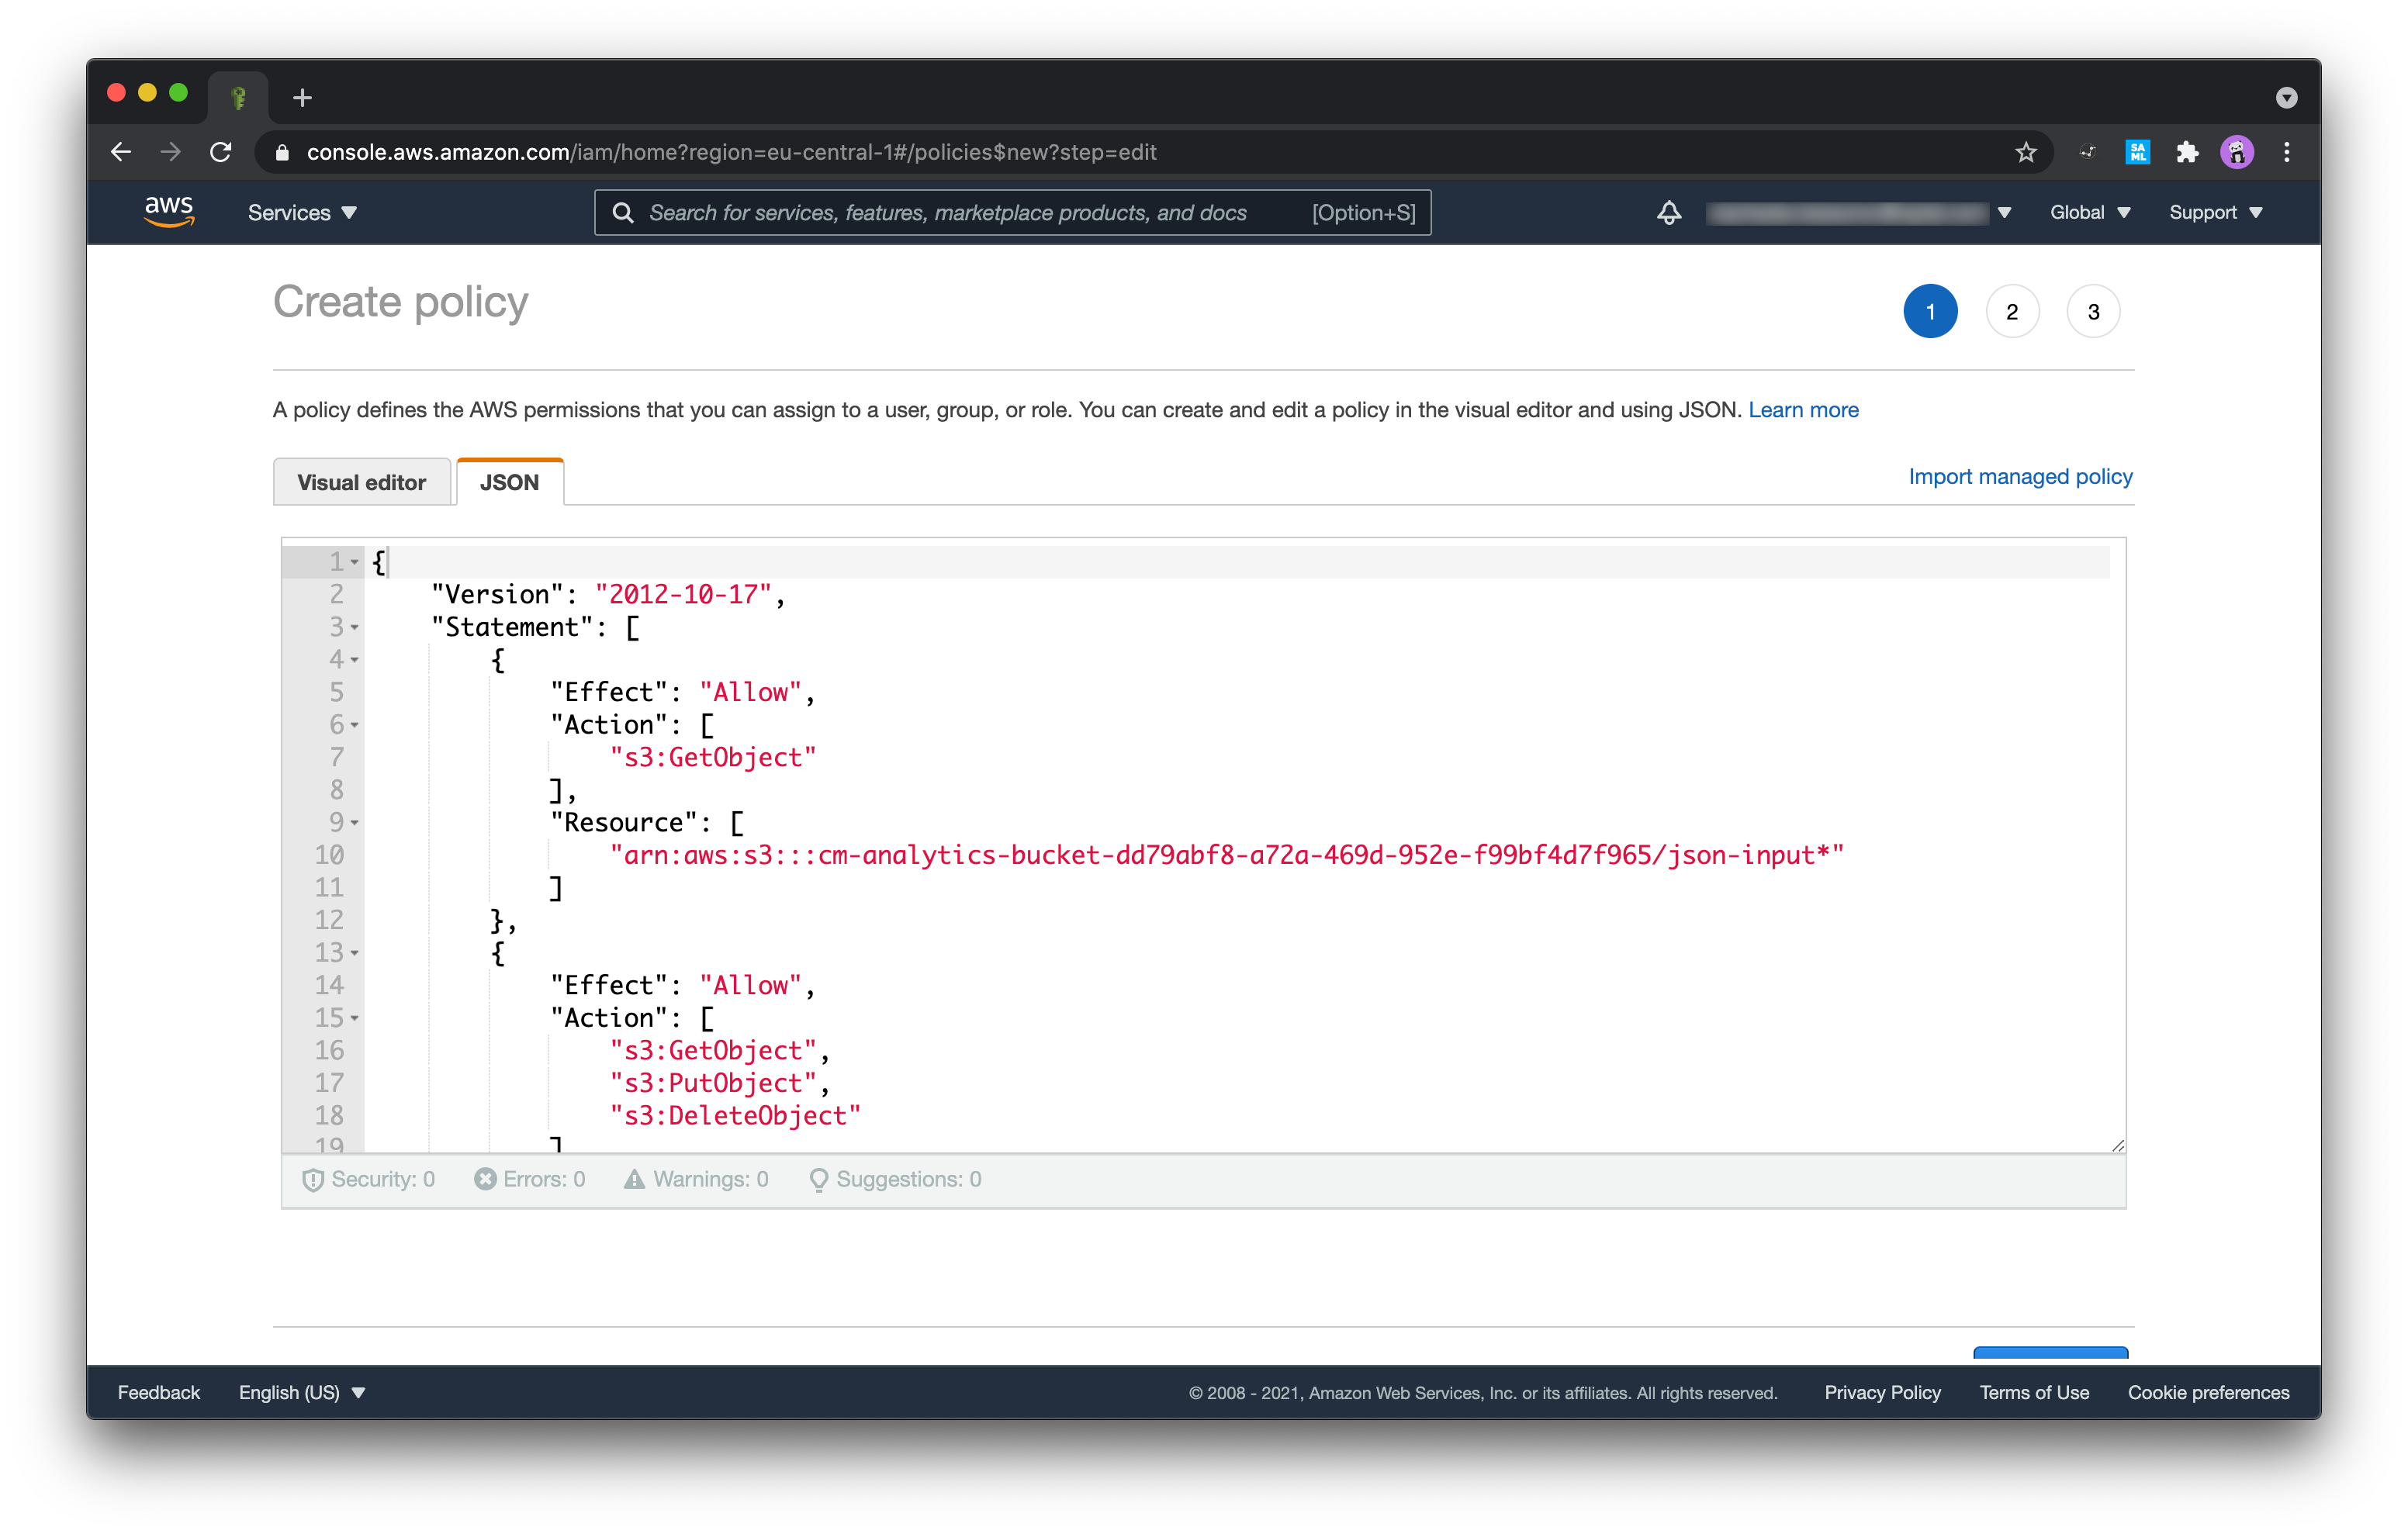 console.aws.amazon.com/iam/home?region=eu-central-1#/policies$new?step=edit
SA
ML
aws
Services
Search for services, features, marketplace products, and docs
[Option+S]
Global
Support
Create policy
1
2
3
A policy defines the AWS permissions that you can assign to a user, group, or role. You can create and edit a policy in the visual editor and using JSON. Learn more
Visual editor
JSON
Import managed policy
1 {
2 "Version": "2012-10-17",
3 "Statement": [
4 {
5 "Effect": "Allow",
6 "Action": [
7 "s3:GetObject"
8 ],
9 "Resource": [
10 "arn:aws:s3:::cm-analytics-bucket-dd79abf8-a72a-469d-952e-f99bf4d7f965/json-input*"
11 ]
12 },
13 {
14 "Effect": "Allow",
15 "Action": [
16 "s3:GetObject",
17 "s3:PutObject",
18 "s3:DeleteObject"
19 ]
Security: 0
Errors: 0
Warnings: 0
Suggestions: 0
Feedback
English (US)
© 2008 - 2021, Amazon Web Services, Inc. or its affiliates. All rights reserved.
Privacy Policy
Terms of Use
Cookie preferences